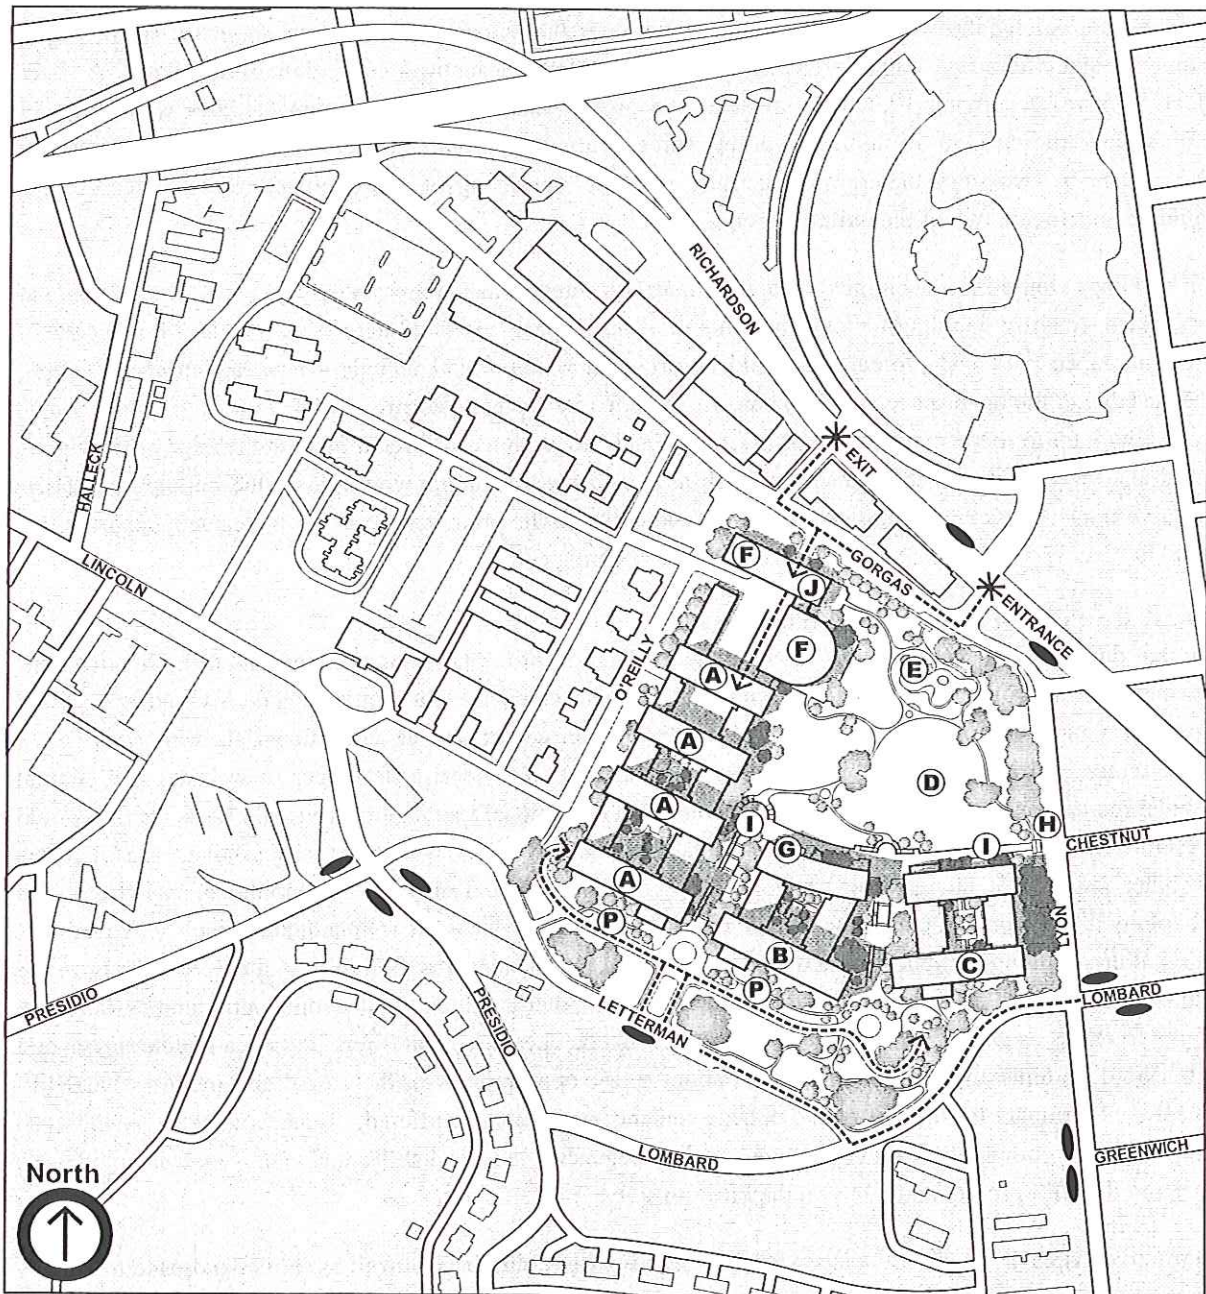 RICHARDSON
EXIT
HALLECK
LINCOLN
F
J
GORGAS
ENTRANCE
F
E
O'REILLY
A
A
D
A
I
H
G
I
CHESTNUT
A
P
LYON
B
C
P
LOMBARD
PRESIDIO
PRESIDIO
LETTERMAN
LOMBARD
GREENWICH
North